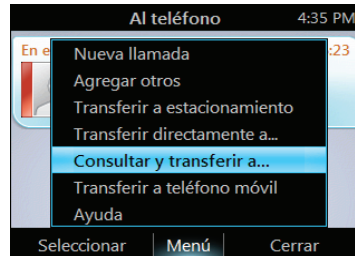 Al teléfono 4:35 PM
En e :23
Nueva llamada
Agregar otros
Transferir a estacionamiento
Transferir directamente a...
Consultar y transferir a...
Transferir a teléfono móvil
Ayuda
Seleccionar Menú Cerrar